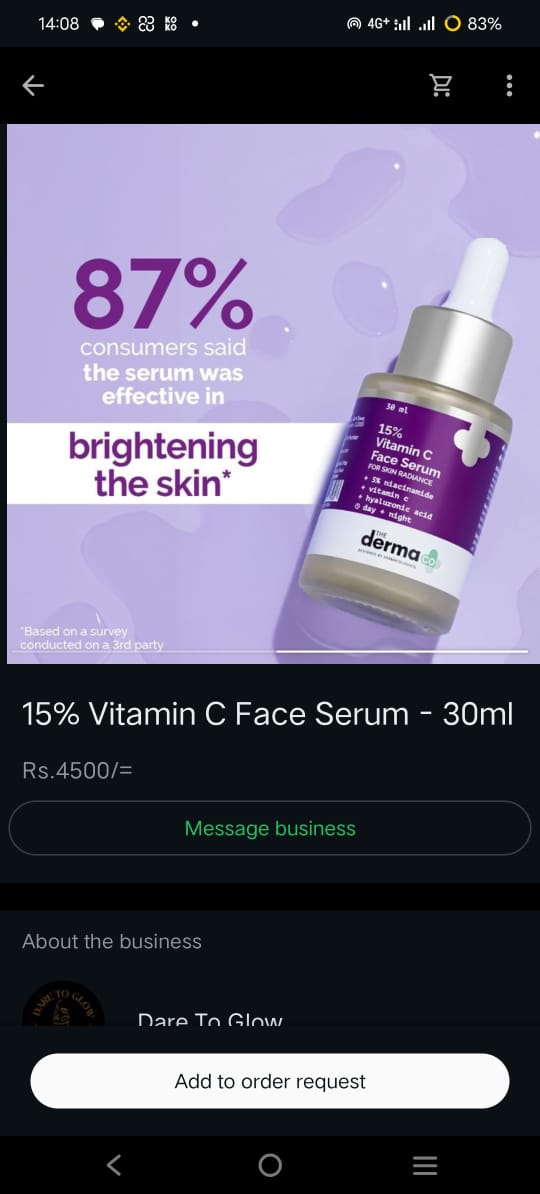 14:08
4G+
83%
87%
consumers said
the serum was
effective in
brightening
the skin*
30 ml
15%
Vitamin C
Face Serum
FOR SKIN RADIANCE
+ 5% niacinamide
+ vitamin c
+ hyaluronic acid
day + night
THE
derma
co
*Based on a survey
conducted on a 3rd party
15% Vitamin C Face Serum - 30ml
Rs.4500/=
Message business
About the business
DARE TO GLOW
Dare To Glow
Add to order request